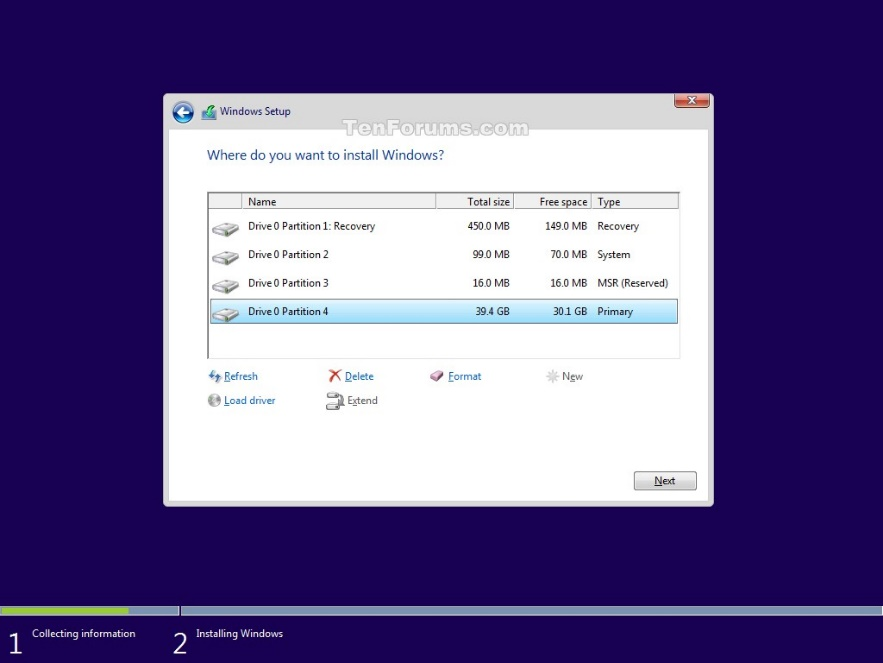 Windows Setup
TenForums.com
Where do you want to install Windows?
Name Total size Free space Type
Drive 0 Partition 1: Recovery 450.0 MB 149.0 MB Recovery
Drive 0 Partition 2 99.0 MB 70.0 MB System
Drive 0 Partition 3 16.0 MB 16.0 MB MSR (Reserved)
Drive 0 Partition 4 39.4 GB 30.1 GB Primary
Refresh Delete Format New
Load driver Extend
Next
1 Collecting information 2 Installing Windows